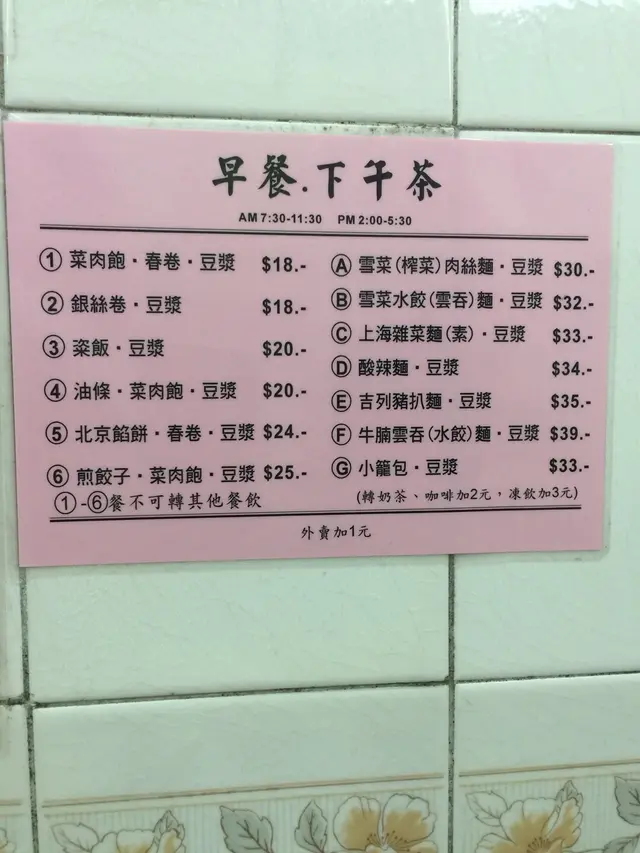 早餐.下午茶
AM 7:30-11:30 PM 2:00-5:30
① 菜肉飽・春卷・豆漿 $18.-
② 銀絲卷・豆漿 $18.-
③ 粢飯・豆漿 $20.-
④ 油條・菜肉飽・豆漿 $20.-
⑤ 北京餡餅・春卷・豆漿 $24.-
⑥ 煎餃子・菜肉飽・豆漿 $25.-
①-⑥餐不可轉其他餐飲
Ⓐ 雪菜(榨菜)肉絲麵・豆漿 $30.-
Ⓑ 雪菜水餃(雲吞)麵・豆漿 $32.-
Ⓒ 上海雜菜麵(素)・豆漿 $33.-
Ⓓ 酸辣麵・豆漿 $34.-
Ⓔ 吉列豬扒麵・豆漿 $35.-
Ⓕ 牛腩雲吞(水餃)麵・豆漿 $39.-
Ⓖ 小籠包・豆漿 $33.-
(轉奶茶、咖啡加2元，凍飲加3元)
外賣加1元